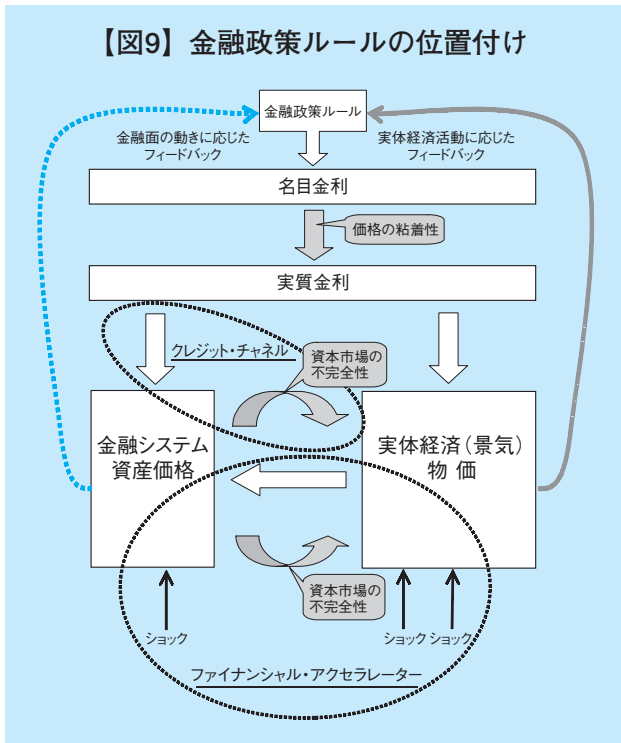 【図9】金融政策ルールの位置付け
金融政策ルール
金融面の動きに応じた
フィードバック
実体経済活動に応じた
フィードバック
名目金利
価格の粘着性
実質金利
クレジット・チャネル
資本市場の
不完全性
金融システム
資産価格
実体経済(景気)
物 価
資本市場の
不完全性
ショック
ショック
ショック
ファイナンシャル・アクセラレーター